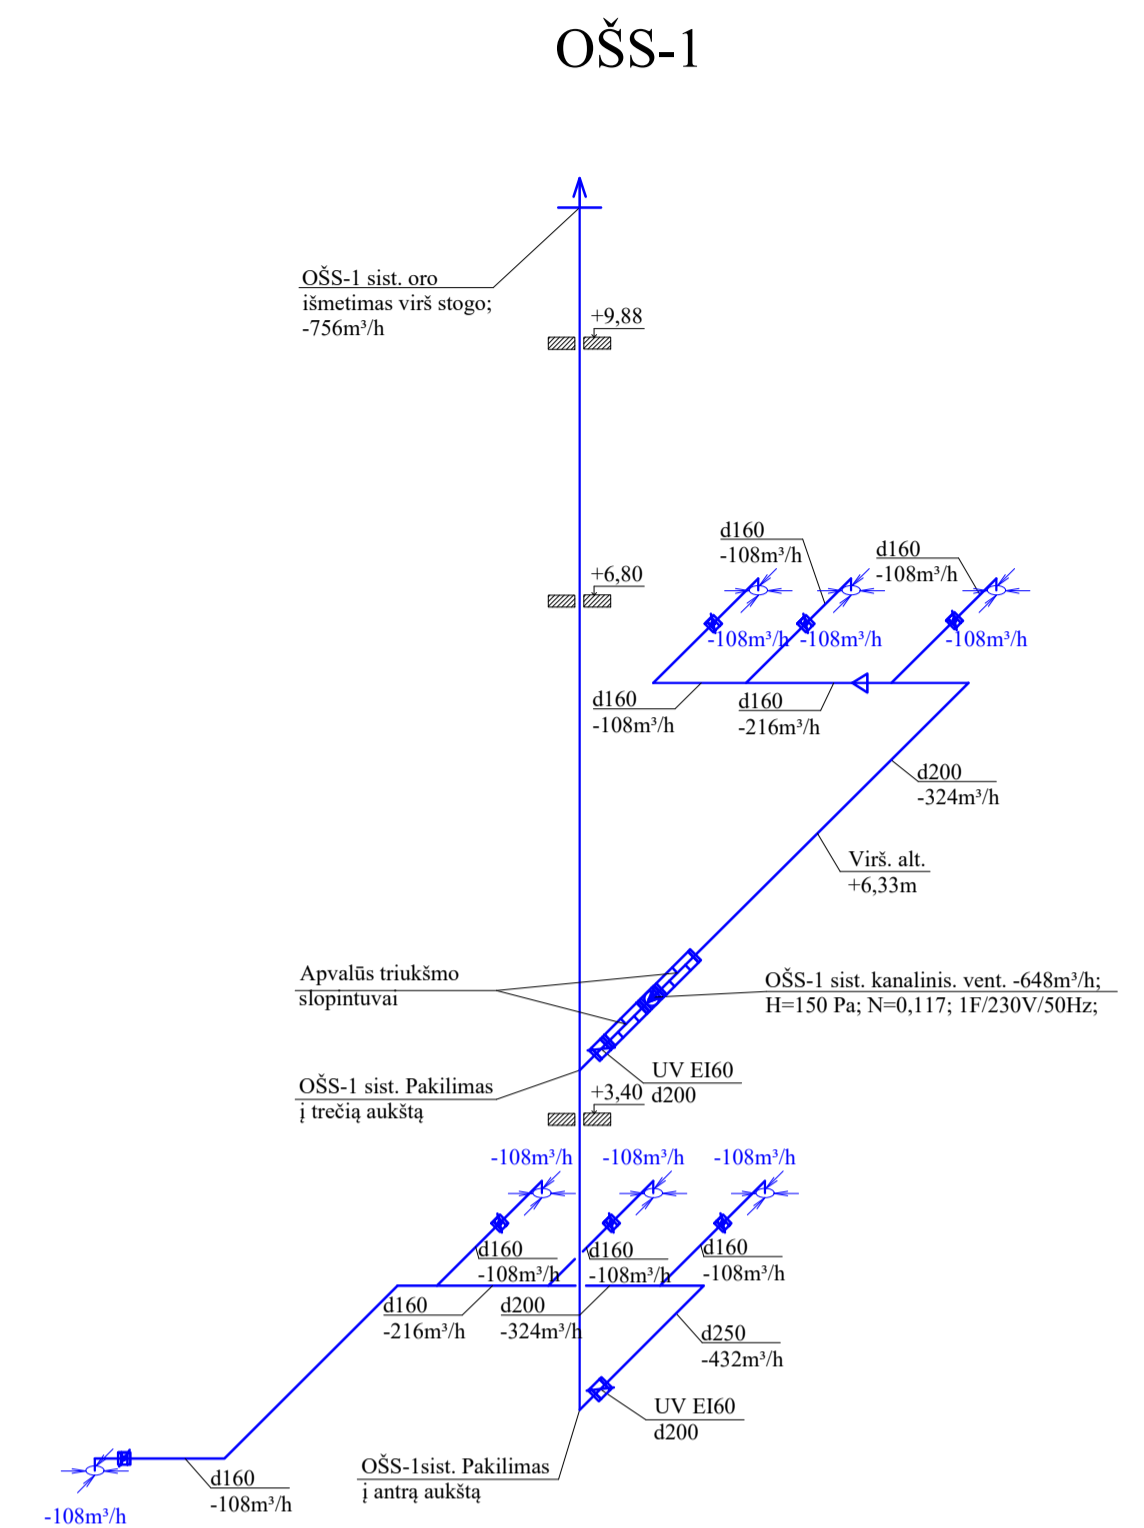 OŠS-1
OŠS-1 sist. oro
išmetimas virš stogo;
-756m³/h
+9,88
+6,80
d160
-108m³/h
d160
-108m³/h
-108m³/h
-108m³/h
-108m³/h
d160
-108m³/h
d160
-216m³/h
d200
-324m³/h
Virš. alt.
+6,33m
Apvalūs triukšmo
slopintuvai
OŠS-1 sist. kanalinis. vent. -648m³/h;
H=150 Pa; N=0,117; 1F/230V/50Hz;
UV EI60
d200
OŠS-1 sist. Pakilimas
į trečią aukštą
+3,40
-108m³/h
-108m³/h
-108m³/h
d160
-108m³/h
d160
-108m³/h
d160
-108m³/h
d160
-216m³/h
d200
-324m³/h
d250
-432m³/h
UV EI60
d200
OŠS-1sist. Pakilimas
į antrą aukštą
d160
-108m³/h
-108m³/h